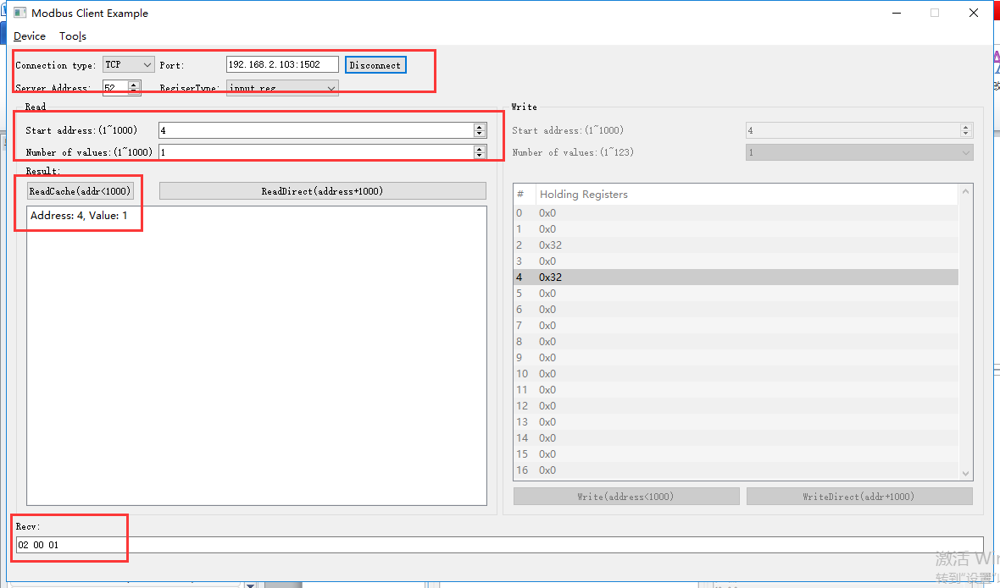 Modbus Client Example
Device Tools
Connection type: TCP Port: 192.168.2.103:1502 Disconnect
Server Address: 52 RegiserType: input reg
Read
Start address:(1~1000) 4
Number of values:(1~1000) 1
Result:
ReadCache(addr<1000) ReadDirect(address+1000)
Address: 4, Value: 1
Write
Start address:(1~1000) 4
Number of values:(1~123) 1
# Holding Registers
0 0x0
1 0x0
2 0x32
3 0x0
4 0x32
5 0x0
6 0x0
7 0x0
8 0x0
9 0x0
10 0x0
11 0x0
12 0x0
13 0x0
14 0x0
15 0x0
16 0x0
Write(address<1000) WriteDirect(addr+1000)
Recv:
02 00 01
激活 Win
转到"设置"